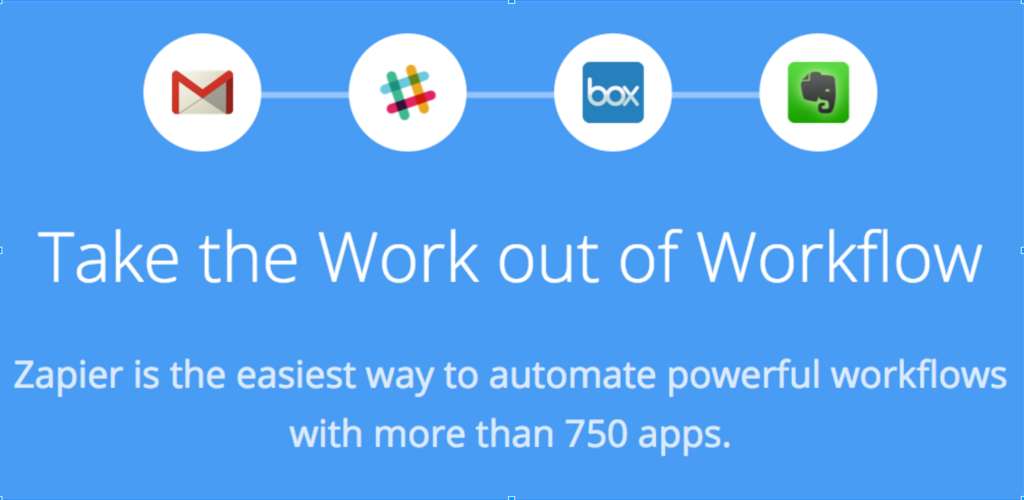 box
Take the Work out of Workflow
Zapier is the easiest way to automate powerful workflows
with more than 750 apps.